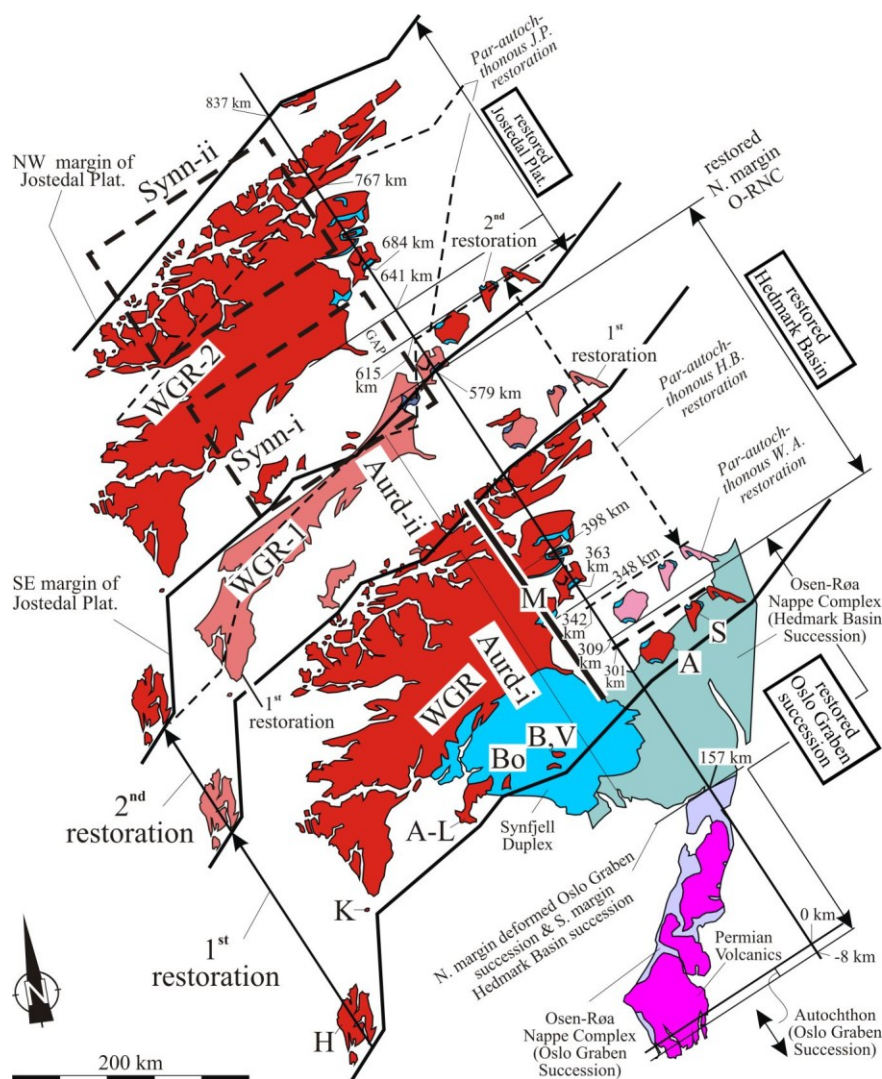 Par-autoch-
thonous J.P.
restoration
837 km
restored
Jostedal Plat.
restored
N. margin
O-RNC
NW margin of
Jostedal Plat.
Synn-ii
767 km
2nd
restoration
684 km
641 km
restored
Hedmark Basin
GAP
1st
restoration
615
km
579 km
WGR-2
Par-autoch-
thonous H.B.
restoration
Synn-i
Aurd-ii
Par-autoch-
thonous W. A.
restoration
WGR-1
398 km
363
km
348 km
SE margin of
Jostedal Plat.
M
342
km
Osen-Røa
Nappe Complex
(Hedmark Basin
Succession)
309
km
S
301
km
A
Aurd-i
WGR
1st
restoration
restored
Oslo Graben
succession
B,V
Bo
157 km
2nd
restoration
A-L
Synfjell
Duplex
K
N. margin deformed Oslo Graben
succession & S. margin
Hedmark Basin succession
0 km
-8 km
1st
restoration
Permian
Volcanics
N
H
Osen-Røa
Nappe Complex
(Oslo Graben
Succession)
Autochthon
(Oslo Graben
Succession)
200 km